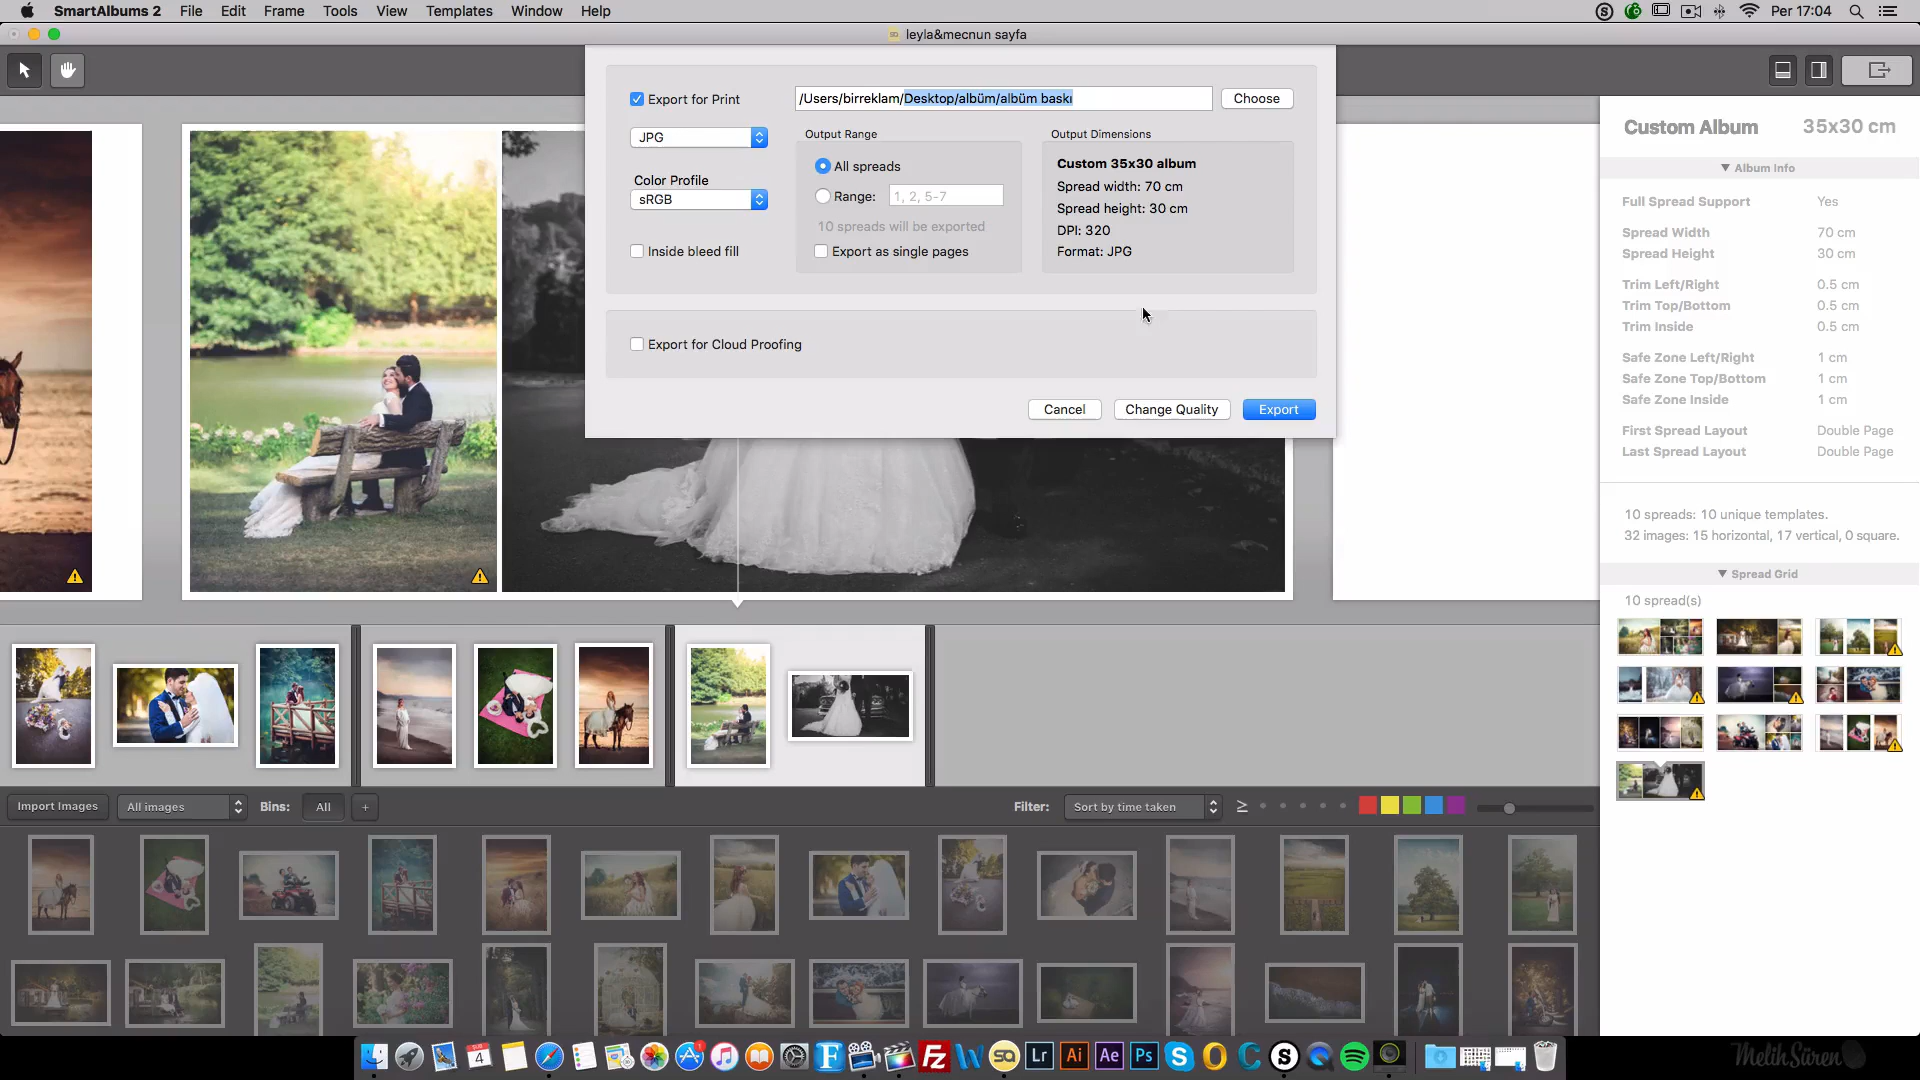 SmartAlbums 2 File Edit Frame Tools View Templates Window Help
Per 17:04
leyla&mecnun sayfa
Export for Print
/Users/birreklam/Desktop/albüm/albüm baskı
Choose
JPG
Color Profile
sRGB
Inside bleed fill
Output Range
All spreads
Range: 1, 2, 5-7
10 spreads will be exported
Export as single pages
Output Dimensions
Custom 35x30 album
Spread width: 70 cm
Spread height: 30 cm
DPI: 320
Format: JPG
Export for Cloud Proofing
Cancel
Change Quality
Export
Custom Album 35x30 cm
Album Info
Full Spread Support Yes
Spread Width 70 cm
Spread Height 30 cm
Trim Left/Right 0.5 cm
Trim Top/Bottom 0.5 cm
Trim Inside 0.5 cm
Safe Zone Left/Right 1 cm
Safe Zone Top/Bottom 1 cm
Safe Zone Inside 1 cm
First Spread Layout Double Page
Last Spread Layout Double Page
10 spreads: 10 unique templates.
32 images: 15 horizontal, 17 vertical, 0 square.
Spread Grid
10 spread(s)
Import Images
All images
Bins:
All
+
Filter:
Sort by time taken
≥
4
Lr
Ai
Ae
Ps
MelihSüren